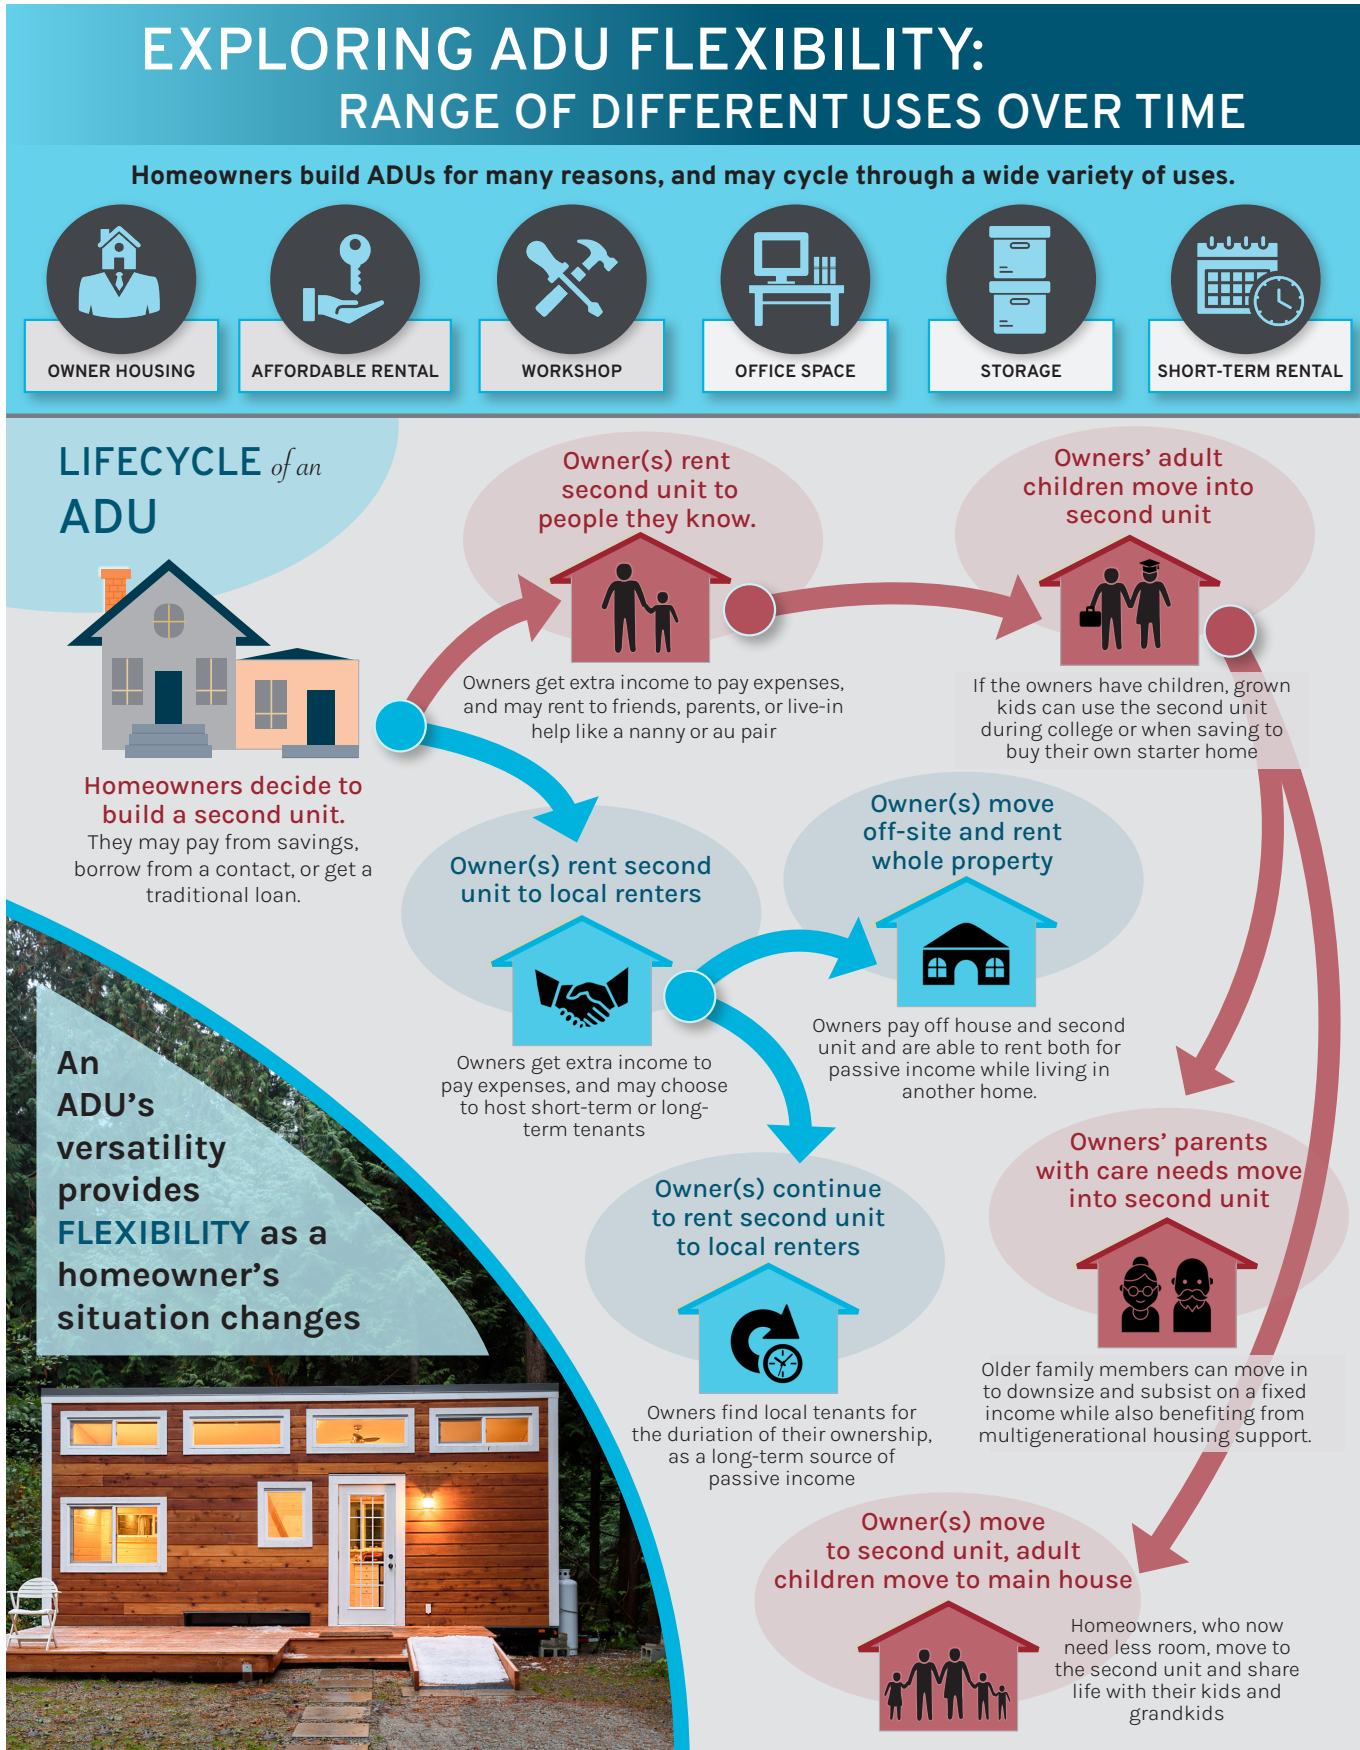 EXPLORING ADU FLEXIBILITY:
RANGE OF DIFFERENT USES OVER TIME
Homeowners build ADUs for many reasons, and may cycle through a wide variety of uses.
OWNER HOUSING
AFFORDABLE RENTAL
WORKSHOP
OFFICE SPACE
STORAGE
SHORT-TERM RENTAL
LIFECYCLE of an
ADU
Homeowners decide to
build a second unit.
They may pay from savings,
borrow from a contact, or get a
traditional loan.
Owner(s) rent
second unit to
people they know.
Owners get extra income to pay expenses,
and may rent to friends, parents, or live-in
help like a nanny or au pair
Owners' adult
children move into
second unit
If the owners have children, grown
kids can use the second unit
during college or when saving to
buy their own starter home
Owner(s) rent second
unit to local renters
Owners get extra income to
pay expenses, and may choose
to host short-term or long-
term tenants
Owner(s) move
off-site and rent
whole property
Owners pay off house and second
unit and are able to rent both for
passive income while living in
another home.
Owner(s) continue
to rent second unit
to local renters
Owners find local tenants for
the duriation of their ownership,
as a long-term source of
passive income
Owners' parents
with care needs move
into second unit
Older family members can move in
to downsize and subsist on a fixed
income while also benefiting from
multigenerational housing support.
Owner(s) move
to second unit, adult
children move to main house
Homeowners, who now
need less room, move to
the second unit and share
life with their kids and
grandkids
An
ADU's
versatility
provides
FLEXIBILITY as a
homeowner's
situation changes